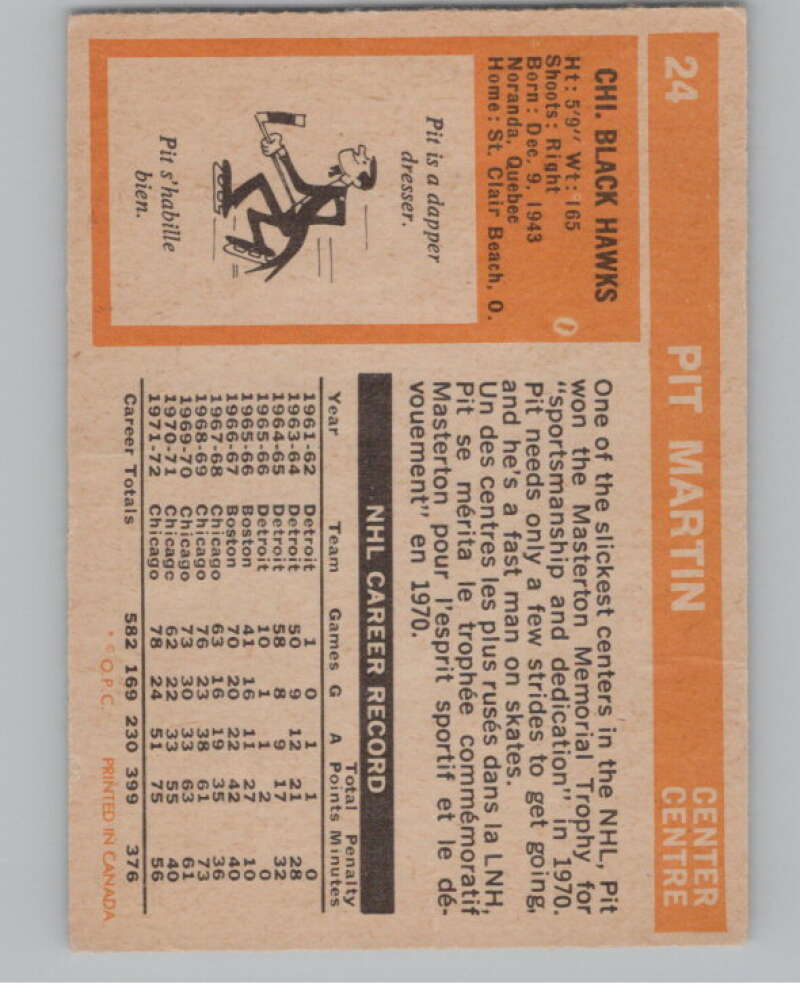 24 PIT MARTIN CENTER
CENTRE
CHI. BLACK HAWKS
Ht: 5'9" Wt: 165
Shoots: Right
Born: Dec. 9, 1943
Noranda, Quebec
Home: St. Clair Beach, O.
Pit is a dapper
dresser.
Pit s'habille
bien.
One of the slickest centers in the NHL, Pit
won the Masterton Memorial Trophy for
"sportsmanship and dedication" in 1970.
Pit needs only a few strides to get going,
and he's a fast man on skates.
Un des centres les plus rusés dans la LNH,
Pit se mérita le trophée commémoratif
Masterton pour l'esprit sportif et le dé-
vouement" en 1970.
NHL CAREER RECORD
Total Penalty
Year Team Games G A Points Minutes
1961-62 Detroit 1 0 1 1 0
1963-64 Detroit 50 9 12 21 28
1964-65 Detroit 58 8 9 17 32
1965-66 Detroit 10 1 1 2 0
1965-66 Boston 41 16 11 27 10
1966-67 Boston 70 20 22 42 40
1967-68 Chicago 63 16 19 35 36
1968-69 Chicago 76 23 38 61 73
1969-70 Chicago 73 30 33 63 61
1970-71 Chicago 62 22 33 55 40
1971-72 Chicago 78 24 51 75 56
Career Totals 582 169 230 399 376
* © O.P.C. PRINTED IN CANADA